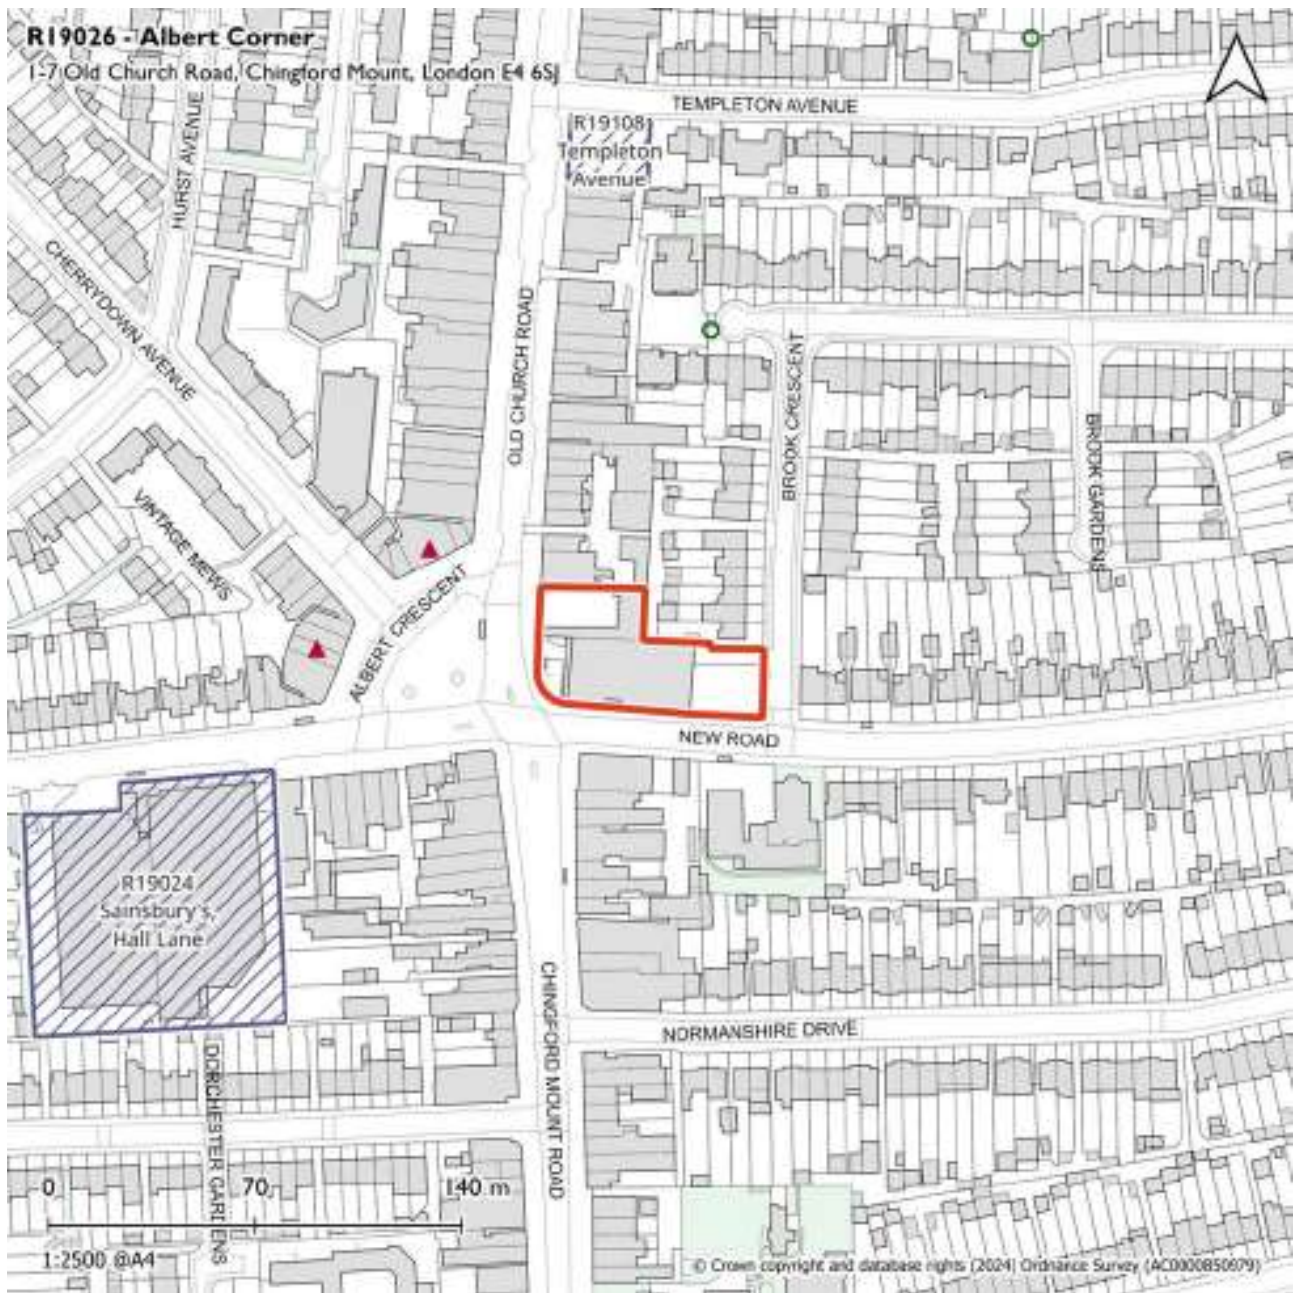 R19026 - Albert Corner
1-7 Old Church Road, Chingford Mount, London E4 6SJ
TEMPLETON AVENUE
R19108
Templeton
Avenue
HURST AVENUE
CHERRYDOWN AVENUE
OLD CHURCH ROAD
BROOK CRESCENT
BROOK GARDENS
VINTAGE MEWS
ALBERT CRESCENT
NEW ROAD
R19024
Sainsbury's,
Hall Lane
CHINGFORD MOUNT ROAD
NORMANSHIRE DRIVE
DORCHESTER GARDENS
0 70 140 m
1:2500 @A4
© Crown copyright and database rights (2024) Ordnance Survey (AC0000850979)